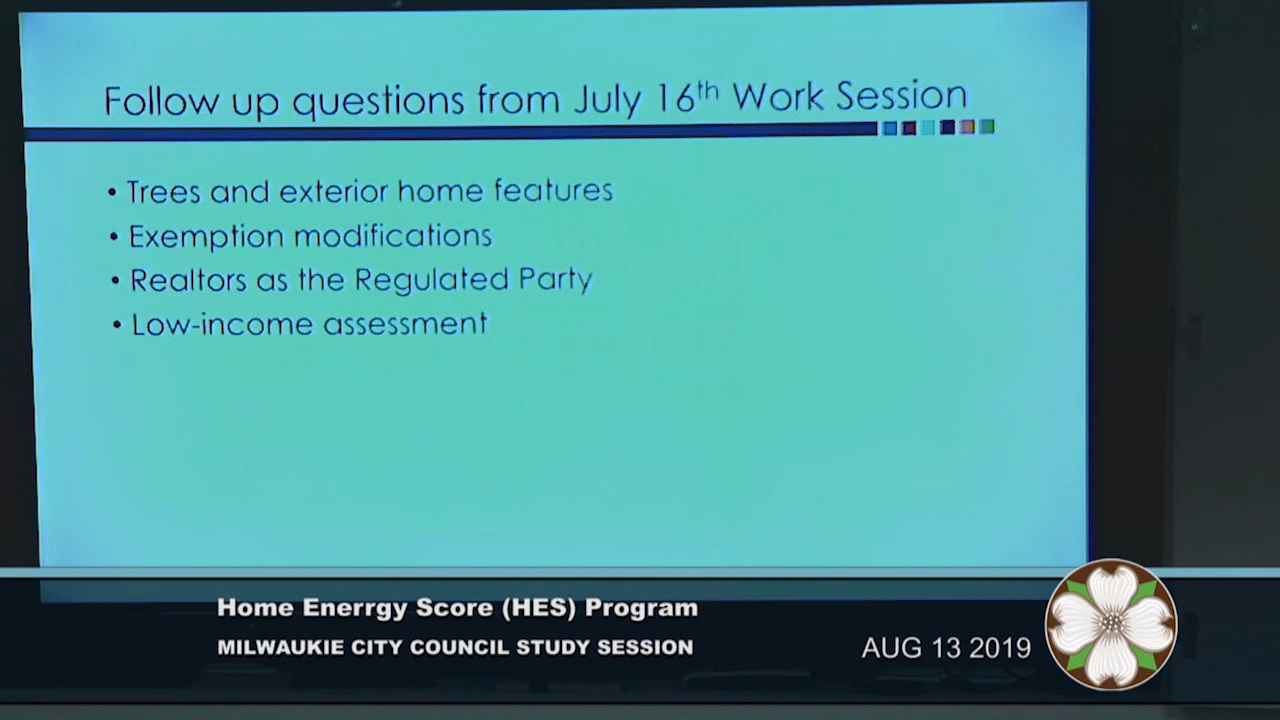 Follow up questions from July 16th Work Session
• Trees and exterior home features
• Exemption modifications
• Realtors as the Regulated Party
• Low-income assessment
Home Enerrgy Score (HES) Program
MILWAUKIE CITY COUNCIL STUDY SESSION
AUG 13 2019